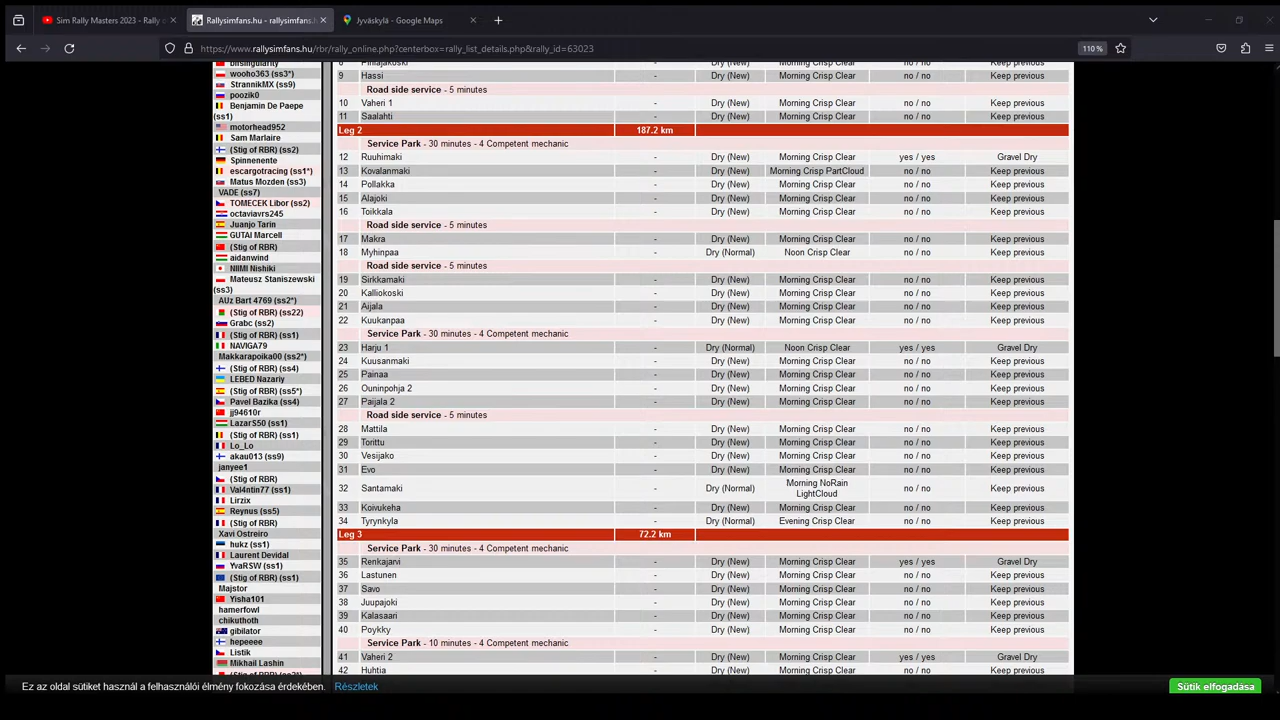 Sim Rally Masters 2023 - Rally
Rallysimfans.hu - rallysimfans.h
Jyväskylä - Google Maps
https://www.rallysimfans.hu/rbr/rally_online.php?centerbox=rally_list_details.php&rally_id=63023
110 %
wooho363 (ss3*)
StrannikMX (ss9)
poozik0
Benjamin De Paepe
(ss1)
motorhead952
Sam Marlaire
(Stig of RBR) (ss2)
Spinnenente
escargotracing (ss1*)
Matus Mozden (ss3)
VADE (ss7)
TOMECEK Libor (ss2)
octaviavrs245
Juanjo Tarin
GUTAI Marcell
(Stig of RBR)
aidanwind
NIIMI Nishiki
Mateusz Staniszewski
(ss3)
AUz Bart 4769 (ss2*)
(Stig of RBR) (ss22)
Grabc (ss2)
(Stig of RBR) (ss1)
NAVIGA79
Makkarapoika00 (ss2*)
(Stig of RBR) (ss4)
LEBED Nazariy
(Stig of RBR) (ss5*)
Pavel Bazika (ss4)
jj94610r
LazarS50 (ss1)
(Stig of RBR) (ss1)
Lo_Lo
akau013 (ss9)
janyee1
(Stig of RBR)
Val4ntin77 (ss1)
Lirzix
Reynus (ss5)
(Stig of RBR)
Xavi Ostreiro
hukz (ss1)
Laurent Devidal
YvaRSW (ss1)
(Stig of RBR) (ss1)
Majstor
Yisha101
hamerfowl
chikuthoth
gibilator
hepeeee
Listik
Mikhail Lashin
9 Hassi - Dry (New) Morning Crisp Clear no / no Keep previous
Road side service - 5 minutes
10 Vaheri 1 - Dry (New) Morning Crisp Clear no / no Keep previous
11 Saalahti - Dry (New) Morning Crisp Clear no / no Keep previous
Leg 2 187.2 km
Service Park - 30 minutes - 4 Competent mechanic
12 Ruuhimaki - Dry (New) Morning Crisp Clear yes / yes Gravel Dry
13 Kovalanmaki - Dry (New) Morning Crisp PartCloud no / no Keep previous
14 Pollakka - Dry (New) Morning Crisp Clear no / no Keep previous
15 Alajoki - Dry (New) Morning Crisp Clear no / no Keep previous
16 Toikkala - Dry (New) Morning Crisp Clear no / no Keep previous
Road side service - 5 minutes
17 Makra - Dry (New) Morning Crisp Clear no / no Keep previous
18 Myhinpaa - Dry (Normal) Noon Crisp Clear no / no Keep previous
Road side service - 5 minutes
19 Sirkkamaki - Dry (New) Morning Crisp Clear no / no Keep previous
20 Kalliokoski - Dry (New) Morning Crisp Clear no / no Keep previous
21 Aijala - Dry (New) Morning Crisp Clear no / no Keep previous
22 Kuukanpaa - Dry (New) Morning Crisp Clear no / no Keep previous
Service Park - 30 minutes - 4 Competent mechanic
23 Harju 1 - Dry (Normal) Noon Crisp Clear yes / yes Gravel Dry
24 Kuusanmaki - Dry (New) Morning Crisp Clear no / no Keep previous
25 Painaa - Dry (New) Morning Crisp Clear no / no Keep previous
26 Ouninpohja 2 - Dry (New) Morning Crisp Clear no / no Keep previous
27 Paijala 2 - Dry (New) Morning Crisp Clear no / no Keep previous
Road side service - 5 minutes
28 Mattila - Dry (New) Morning Crisp Clear no / no Keep previous
29 Torittu - Dry (New) Morning Crisp Clear no / no Keep previous
30 Vesijako - Dry (New) Morning Crisp Clear no / no Keep previous
31 Evo - Dry (New) Morning Crisp Clear no / no Keep previous
32 Santamaki - Dry (Normal) Morning NoRain LightCloud no / no Keep previous
33 Koivukeha - Dry (New) Morning Crisp Clear no / no Keep previous
34 Tyrynkyla - Dry (Normal) Evening Crisp Clear no / no Keep previous
Leg 3 72.2 km
Service Park - 30 minutes - 4 Competent mechanic
35 Renkajarvi - Dry (New) Morning Crisp Clear yes / yes Gravel Dry
36 Lastunen - Dry (New) Morning Crisp Clear no / no Keep previous
37 Savo - Dry (New) Morning Crisp Clear no / no Keep previous
38 Juupajoki - Dry (New) Morning Crisp Clear no / no Keep previous
39 Kalasaari - Dry (New) Morning Crisp Clear no / no Keep previous
40 Poykky - Dry (New) Morning Crisp Clear no / no Keep previous
Service Park - 10 minutes - 4 Competent mechanic
41 Vaheri 2 - Dry (New) Morning Crisp Clear yes / yes Gravel Dry
42 Huhtia - Dry (New) Morning Crisp Clear no / no Keep previous
Ez az oldal sütiket használ a felhasználói élmény fokozása érdekében. Részletek
Sütik elfogadása